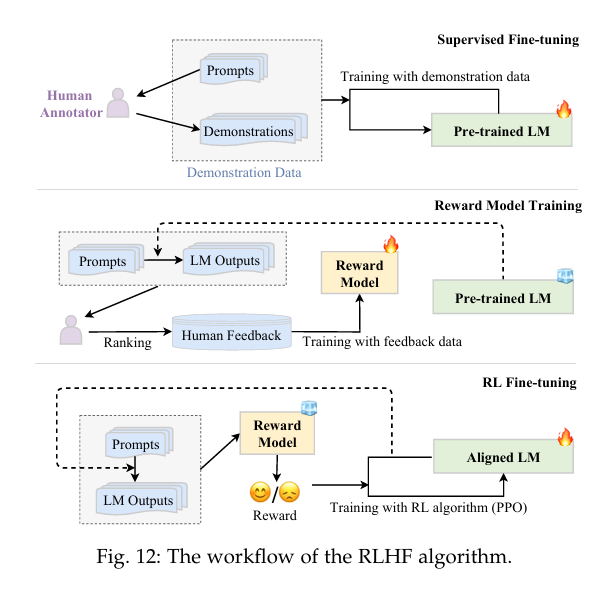 Supervised Fine-tuning
Prompts
Training with demonstration data
Human
Annotator
Demonstrations
Pre-trained LM
Demonstration Data
Reward Model Training
Prompts
LM Outputs
Reward
Model
Pre-trained LM
Ranking
Human Feedback
Training with feedback data
RL Fine-tuning
Prompts
Reward
Model
Aligned LM
LM Outputs
/
Reward
Training with RL algorithm (PPO)
Fig. 12: The workflow of the RLHF algorithm.